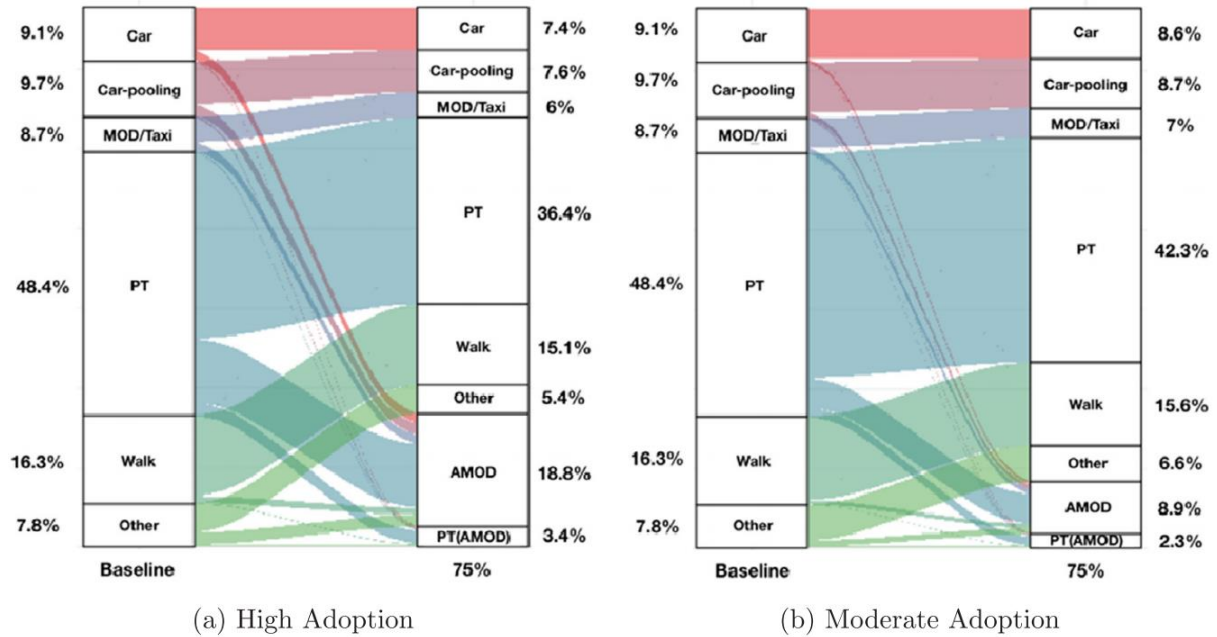 9.1% Car Car 7.4%
9.7% Car-pooling Car-pooling 7.6%
8.7% MOD/Taxi MOD/Taxi 6%
48.4% PT PT 36.4%
Walk 15.1%
Other 5.4%
16.3% Walk AMOD 18.8%
7.8% Other PT(AMOD) 3.4%
Baseline 75%
(a) High Adoption
9.1% Car Car 8.6%
9.7% Car-pooling Car-pooling 8.7%
8.7% MOD/Taxi MOD/Taxi 7%
48.4% PT PT 42.3%
Walk 15.6%
16.3% Walk Other 6.6%
7.8% Other AMOD 8.9%
PT(AMOD) 2.3%
Baseline 75%
(b) Moderate Adoption